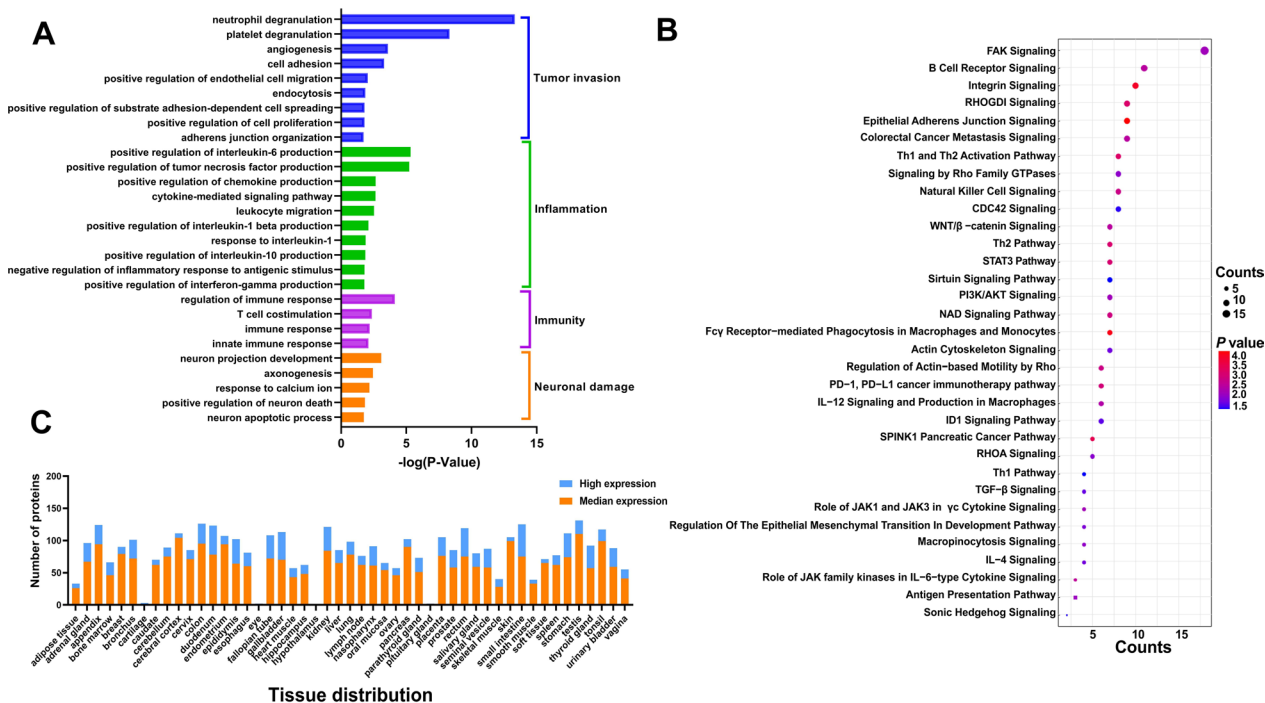 A
neutrophil degranulation
platelet degranulation
angiogenesis
cell adhesion
positive regulation of endothelial cell migration
endocytosis
positive regulation of substrate adhesion-dependent cell spreading
positive regulation of cell proliferation
adherens junction organization
positive regulation of interleukin-6 production
positive regulation of tumor necrosis factor production
positive regulation of chemokine production
cytokine-mediated signaling pathway
leukocyte migration
positive regulation of interleukin-1 beta production
response to interleukin-1
positive regulation of interleukin-10 production
negative regulation of inflammatory response to antigenic stimulus
positive regulation of interferon-gamma production
regulation of immune response
T cell costimulation
immune response
innate immune response
neuron projection development
axonogenesis
response to calcium ion
positive regulation of neuron death
neuron apoptotic process
Tumor invasion
Inflammation
Immunity
Neuronal damage
0 5 10 15
-log(P-Value)
B
FAK Signaling
B Cell Receptor Signaling
Integrin Signaling
RHOGDI Signaling
Epithelial Adherens Junction Signaling
Colorectal Cancer Metastasis Signaling
Th1 and Th2 Activation Pathway
Signaling by Rho Family GTPases
Natural Killer Cell Signaling
CDC42 Signaling
WNT/β −catenin Signaling
Th2 Pathway
STAT3 Pathway
Sirtuin Signaling Pathway
PI3K/AKT Signaling
NAD Signaling Pathway
Fcγ Receptor−mediated Phagocytosis in Macrophages and Monocytes
Actin Cytoskeleton Signaling
Regulation of Actin−based Motility by Rho
PD−1, PD−L1 cancer immunotherapy pathway
IL−12 Signaling and Production in Macrophages
ID1 Signaling Pathway
SPINK1 Pancreatic Cancer Pathway
RHOA Signaling
Th1 Pathway
TGF−β Signaling
Role of JAK1 and JAK3 in γc Cytokine Signaling
Regulation Of The Epithelial Mesenchymal Transition In Development Pathway
Macropinocytosis Signaling
IL−4 Signaling
Role of JAK family kinases in IL−6−type Cytokine Signaling
Antigen Presentation Pathway
Sonic Hedgehog Signaling
5 10 15
Counts
Counts
5
10
15
P value
4.0
3.0
2.0
1.5
C
High expression
Median expression
Number of proteins
200
150
100
50
0
adipose tissue
adrenal gland
appendix
bone marrow
breast
bronchus
cartilage
caudate
cerebellum
cerebral cortex
cervix
colon
duodenum
endometrium
epididymis
esophagus
eye
fallopian tube
gallbladder
heart muscle
hippocampus
hypothalamus
kidney
liver
lung
lymph node
nasopharynx
oral mucosa
ovary
pancreas
parathyroid gland
pituitary gland
placenta
prostate
rectum
salivary gland
seminal vesicle
skeletal muscle
skin
small intestine
smooth muscle
soft tissue
spleen
stomach
testis
thyroid gland
tonsil
urinary bladder
vagina
Tissue distribution